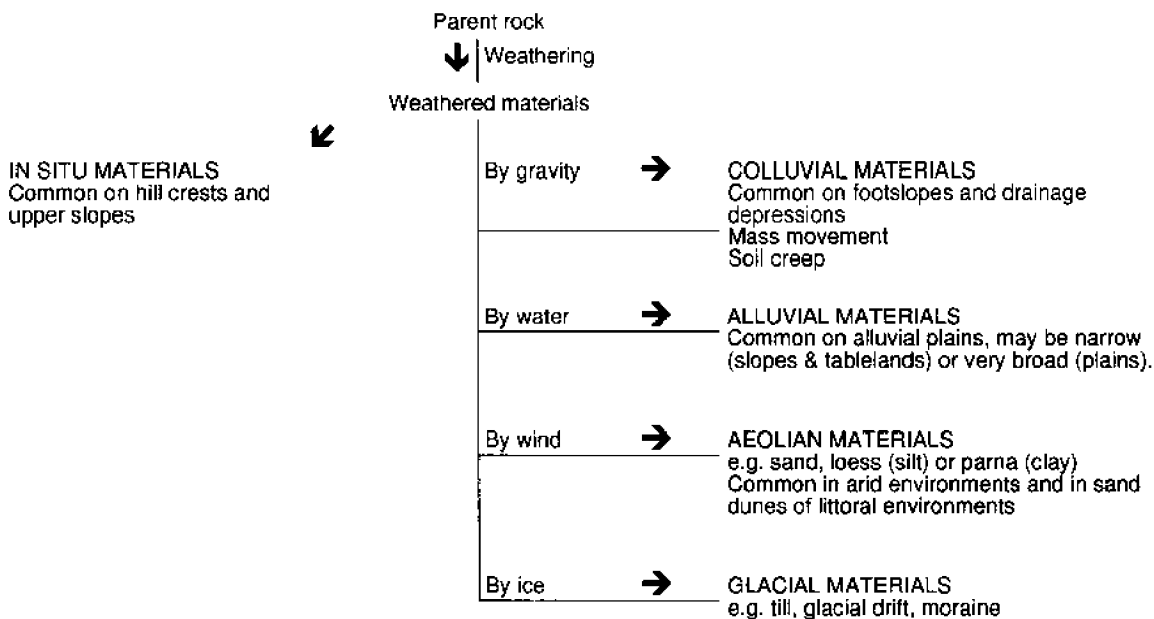 Parent rock
Weathering
Weathered materials
IN SITU MATERIALS
Common on hill crests and
upper slopes
By gravity
COLLUVIAL MATERIALS
Common on footslopes and drainage
depressions
Mass movement
Soil creep
By water
ALLUVIAL MATERIALS
Common on alluvial plains, may be narrow
(slopes & tablelands) or very broad (plains).
By wind
AEOLIAN MATERIALS
e.g. sand, loess (silt) or parna (clay)
Common in arid environments and in sand
dunes of littoral environments
By ice
GLACIAL MATERIALS
e.g. till, glacial drift, moraine